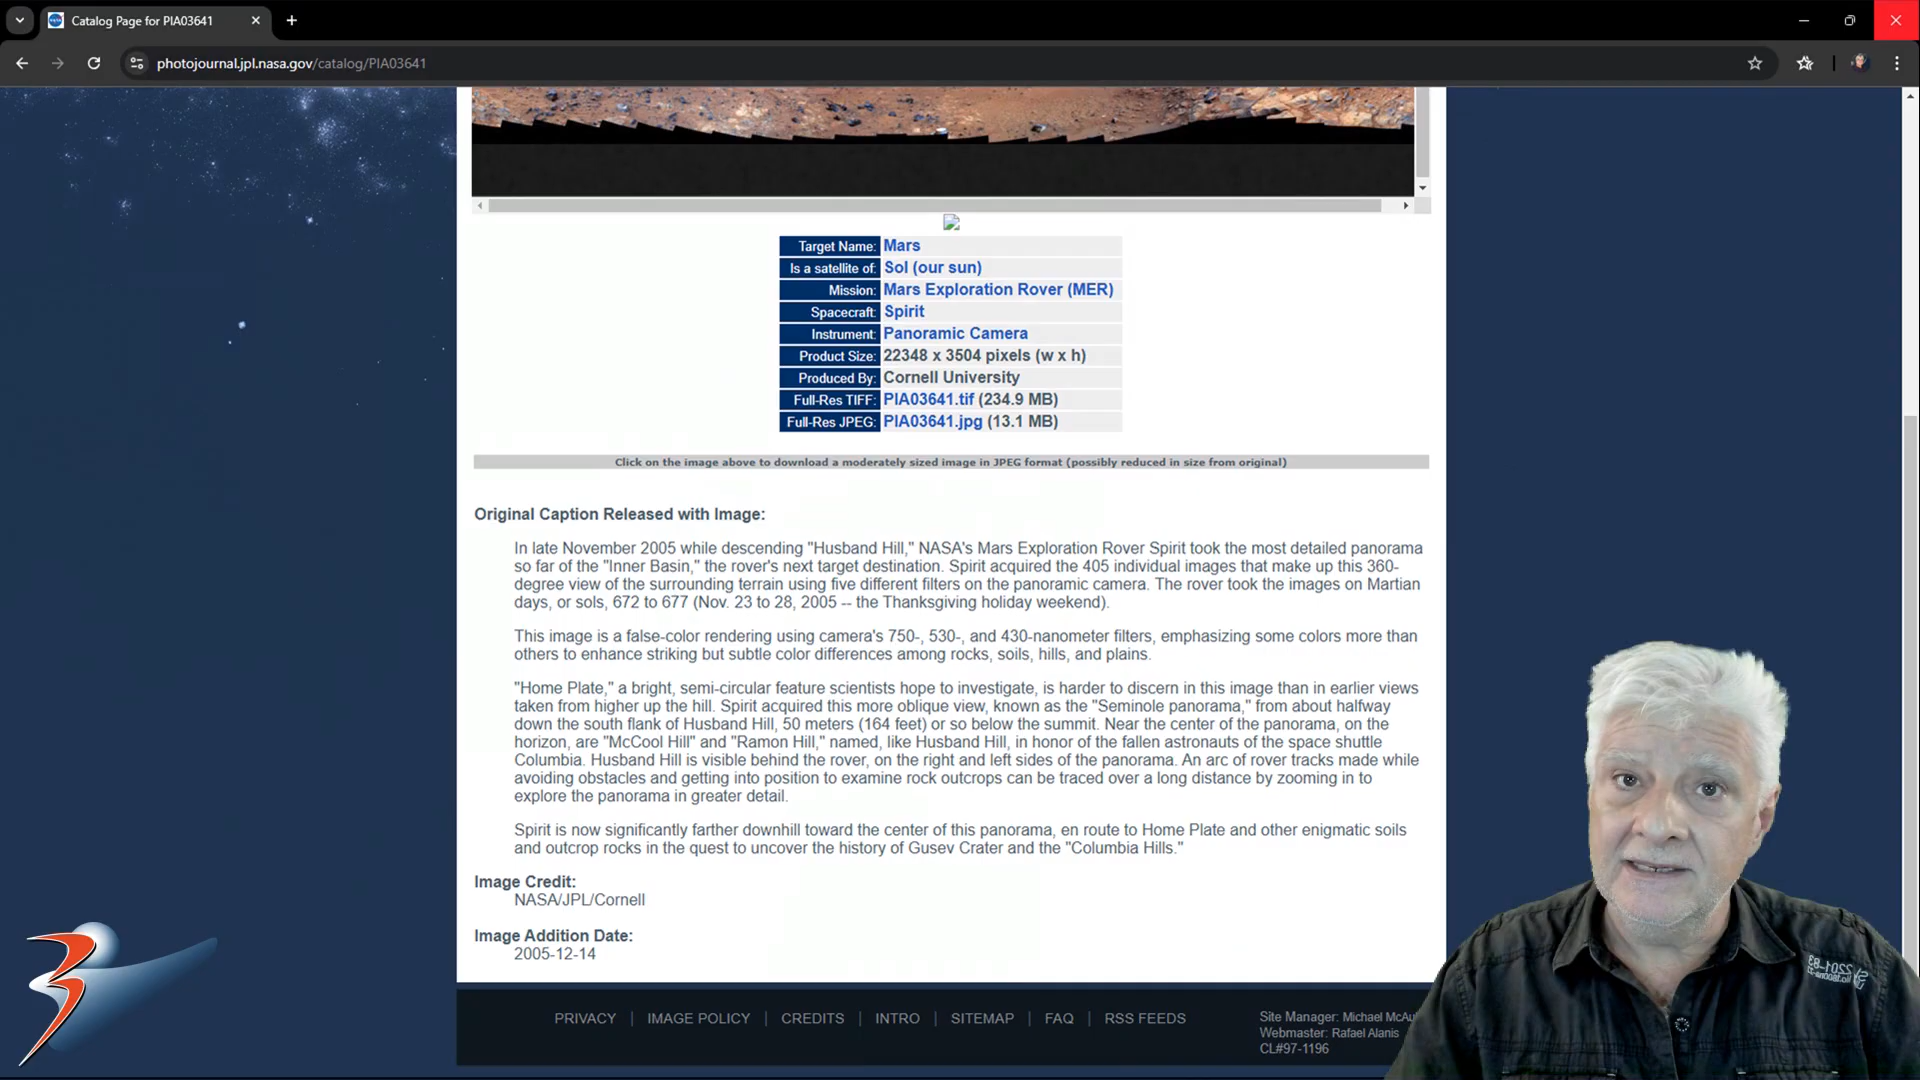 Catalog Page for PIA03641
photojournal.jpl.nasa.gov/catalog/PIA03641
Target Name: Mars
Is a satellite of: Sol (our sun)
Mission: Mars Exploration Rover (MER)
Spacecraft: Spirit
Instrument: Panoramic Camera
Product Size: 22348 x 3504 pixels (w x h)
Produced By: Cornell University
Full-Res TIFF: PIA03641.tif (234.9 MB)
Full-Res JPEG: PIA03641.jpg (13.1 MB)
Click on the image above to download a moderately sized image in JPEG format (possibly reduced in size from original)
Original Caption Released with Image:
In late November 2005 while descending "Husband Hill," NASA's Mars Exploration Rover Spirit took the most detailed panorama
so far of the "Inner Basin," the rover's next target destination. Spirit acquired the 405 individual images that make up this 360-
degree view of the surrounding terrain using five different filters on the panoramic camera. The rover took the images on Martian
days, or sols, 672 to 677 (Nov. 23 to 28, 2005 -- the Thanksgiving holiday weekend).
This image is a false-color rendering using camera's 750-, 530-, and 430-nanometer filters, emphasizing some colors more than
others to enhance striking but subtle color differences among rocks, soils, hills, and plains.
"Home Plate," a bright, semi-circular feature scientists hope to investigate, is harder to discern in this image than in earlier views
taken from higher up the hill. Spirit acquired this more oblique view, known as the "Seminole panorama," from about halfway
down the south flank of Husband Hill, 50 meters (164 feet) or so below the summit. Near the center of the panorama, on the
horizon, are "McCool Hill" and "Ramon Hill," named, like Husband Hill, in honor of the fallen astronauts of the space shuttle
Columbia. Husband Hill is visible behind the rover, on the right and left sides of the panorama. An arc of rover tracks made while
avoiding obstacles and getting into position to examine rock outcrops can be traced over a long distance by zooming in to
explore the panorama in greater detail.
Spirit is now significantly farther downhill toward the center of this panorama, en route to Home Plate and other enigmatic soils
and outcrop rocks in the quest to uncover the history of Gusev Crater and the "Columbia Hills."
Image Credit:
NASA/JPL/Cornell
Image Addition Date:
2005-12-14
PRIVACY | IMAGE POLICY | CREDITS | INTRO | SITEMAP | FAQ | RSS FEEDS
Site Manager: Michael McAu
Webmaster: Rafael Alanis
CL#97-1196